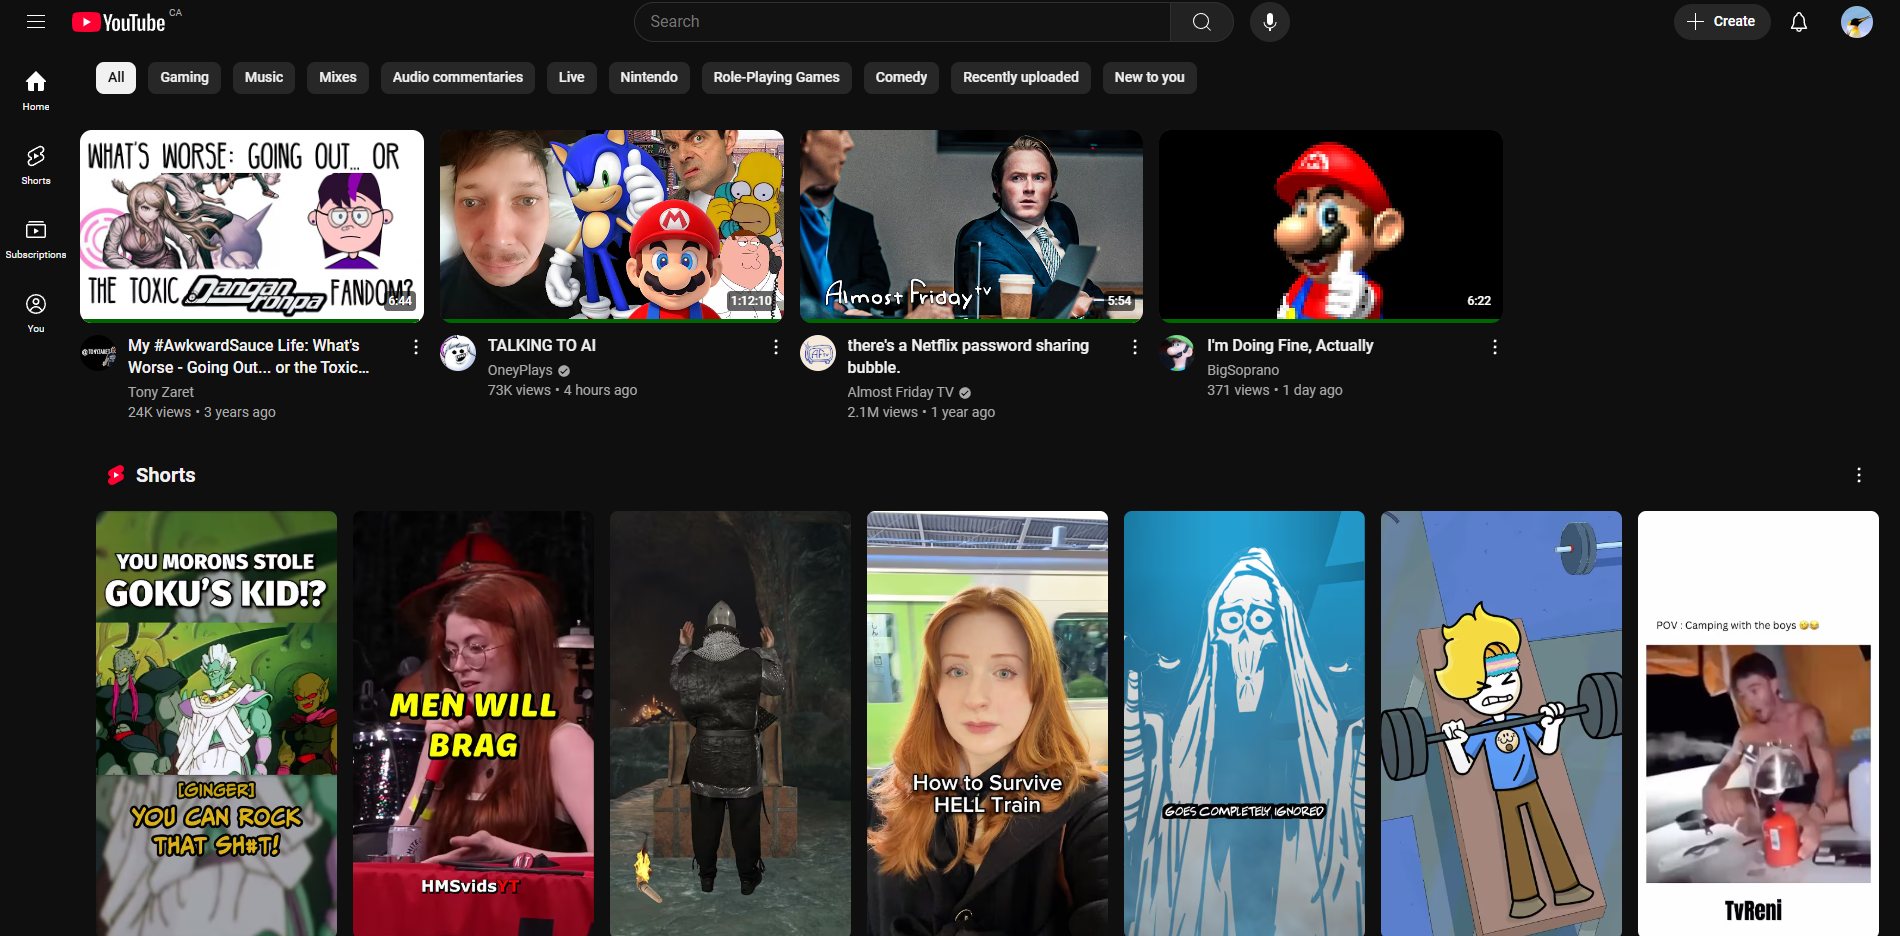 YouTube CA
Search
Create
Home
Shorts
Subscriptions
You
All
Gaming
Music
Mixes
Audio commentaries
Live
Nintendo
Role-Playing Games
Comedy
Recently uploaded
New to you
WHAT'S WORSE: GOING OUT... OR
THE TOXIC Danganronpa FANDOM?
6:44
My #AwkwardSauce Life: What's
Worse - Going Out... or the Toxic...
Tony Zaret
24K views • 3 years ago
1:12:10
TALKING TO AI
OneyPlays
73K views • 4 hours ago
Almost Friday TV
5:54
there's a Netflix password sharing
bubble.
Almost Friday TV
2.1M views • 1 year ago
6:22
I'm Doing Fine, Actually
BigSoprano
371 views • 1 day ago
Shorts
YOU MORONS STOLE
GOKU'S KID!?
[GINGER]
YOU CAN ROCK
THAT SH#T!
MEN WILL
BRAG
KT
HMSvidsYT
How to Survive
HELL Train
GOES COMPLETELY IGNORED
POV : Camping with the boys 🤣😂
TvReni